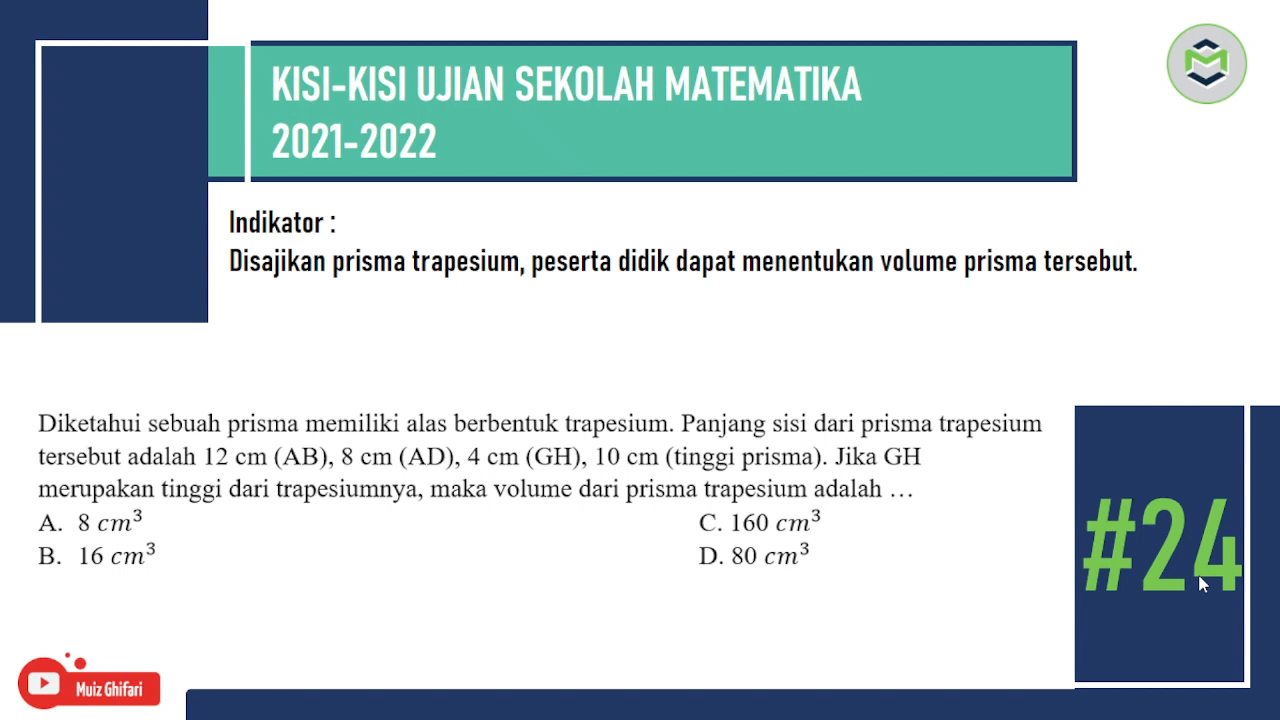 KISI-KISI UJIAN SEKOLAH MATEMATIKA
2021-2022
Indikator :
Disajikan prisma trapesium, peserta didik dapat menentukan volume prisma tersebut.
Diketahui sebuah prisma memiliki alas berbentuk trapesium. Panjang sisi dari prisma trapesium
tersebut adalah 12 cm (AB), 8 cm (AD), 4 cm (GH), 10 cm (tinggi prisma). Jika GH
merupakan tinggi dari trapesiumnya, maka volume dari prisma trapesium adalah …
A. 8 cm³
B. 16 cm³
C. 160 cm³
D. 80 cm³
#24
Muiz Ghifari